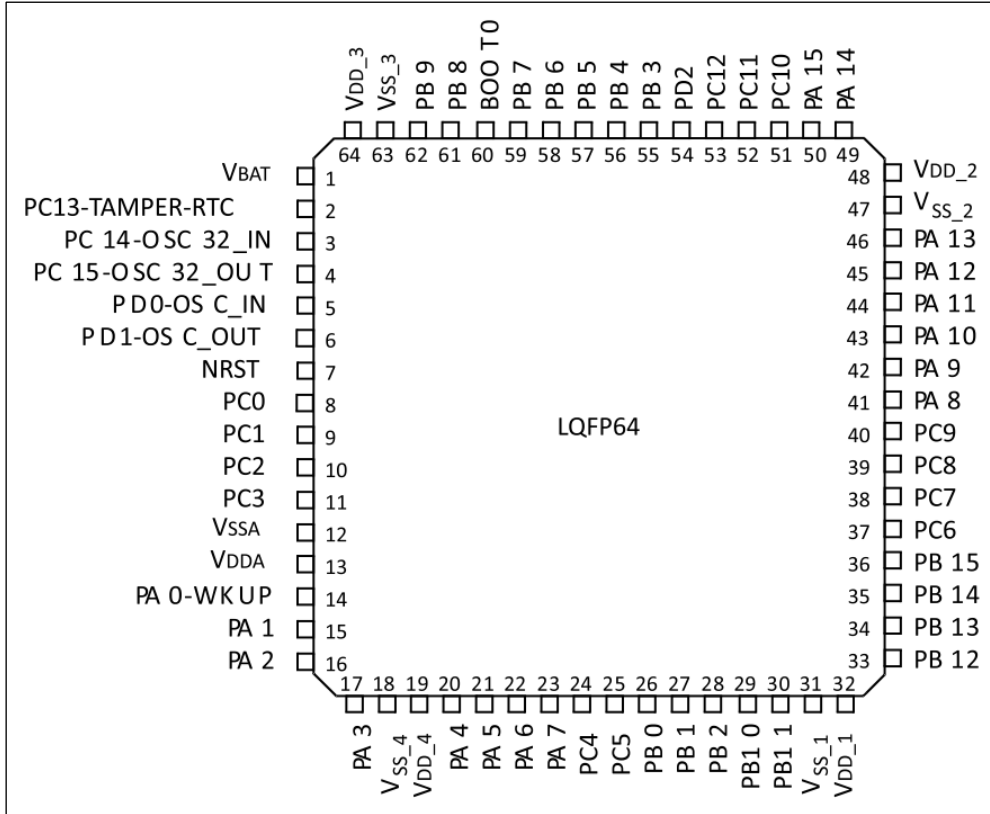 VDD_3 VSS_3 PB 9 PB 8 BOO T0 PB 7 PB 6 PB 5 PB 4 PB 3 PD2 PC12 PC11 PC10 PA 15 PA 14
64 63 62 61 60 59 58 57 56 55 54 53 52 51 50 49
VBAT 1 48 VDD_2
PC13-TAMPER-RTC 2 47 VSS_2
PC 14-O SC 32_IN 3 46 PA 13
PC 15-O SC 32_OU T 4 45 PA 12
P D0-OS C_IN 5 44 PA 11
P D1-OS C_OUT 6 43 PA 10
NRST 7 42 PA 9
PC0 8 41 PA 8
PC1 9 LQFP64 40 PC9
PC2 10 39 PC8
PC3 11 38 PC7
VSSA 12 37 PC6
VDDA 13 36 PB 15
PA 0-WK UP 14 35 PB 14
PA 1 15 34 PB 13
PA 2 16 33 PB 12
17 18 19 20 21 22 23 24 25 26 27 28 29 30 31 32
PA 3 VSS_4 VDD_4 PA 4 PA 5 PA 6 PA 7 PC4 PC5 PB 0 PB 1 PB 2 PB1 0 PB1 1 VSS_1 VDD_1